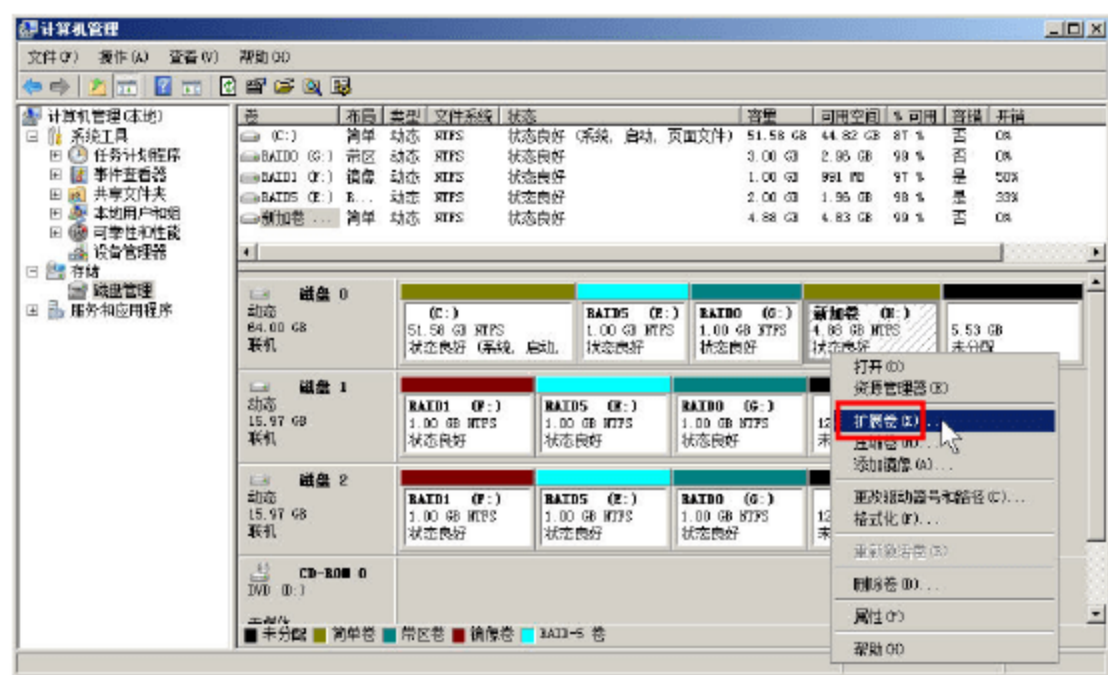 计算机管理
文件(F) 操作(A) 查看(V) 帮助(H)
计算机管理(本地)
系统工具
任务计划程序
事件查看器
共享文件夹
本地用户和组
可靠性和性能
设备管理器
存储
磁盘管理
服务和应用程序
卷 布局 类型 文件系统 状态 容量 可用空间 % 可用 容错 开销
(C:) 简单 动态 NTFS 状态良好 (系统, 启动, 页面文件) 51.58 GB 44.82 GB 87 % 否 0%
RAID0 (G:) 带区 动态 NTFS 状态良好 3.00 GB 2.96 GB 99 % 否 0%
RAID1 (F:) 镜像 动态 NTFS 状态良好 1.00 GB 991 MB 97 % 是 50%
RAID5 (E:) R... 动态 NTFS 状态良好 2.00 GB 1.96 GB 98 % 是 33%
新加卷 ... 简单 动态 NTFS 状态良好 4.88 GB 4.83 GB 99 % 否 0%
磁盘 0
动态
64.00 GB
联机
(C:)
51.58 GB NTFS
状态良好 (系统, 启动,
RAID5 (E:)
1.00 GB NTFS
状态良好
RAID0 (G:)
1.00 GB NTFS
状态良好
新加卷 (H:)
4.88 GB NTFS
状态良好
5.53 GB
未分配
磁盘 1
动态
15.97 GB
联机
RAID1 (F:)
1.00 GB NTFS
状态良好
RAID5 (E:)
1.00 GB NTFS
状态良好
RAID0 (G:)
1.00 GB NTFS
状态良好
12
未
磁盘 2
动态
15.97 GB
联机
RAID1 (F:)
1.00 GB NTFS
状态良好
RAID5 (E:)
1.00 GB NTFS
状态良好
RAID0 (G:)
1.00 GB NTFS
状态良好
12
未
CD-ROM 0
DVD (D:)
未分配 简单卷 带区卷 镜像卷 RAID-5 卷
打开(O)
资源管理器(E)
扩展卷(X)...
压缩卷(H)...
添加镜像(A)...
更改驱动器号和路径(C)...
格式化(F)...
重新激活卷(R)
删除卷(D)...
属性(P)
帮助(H)